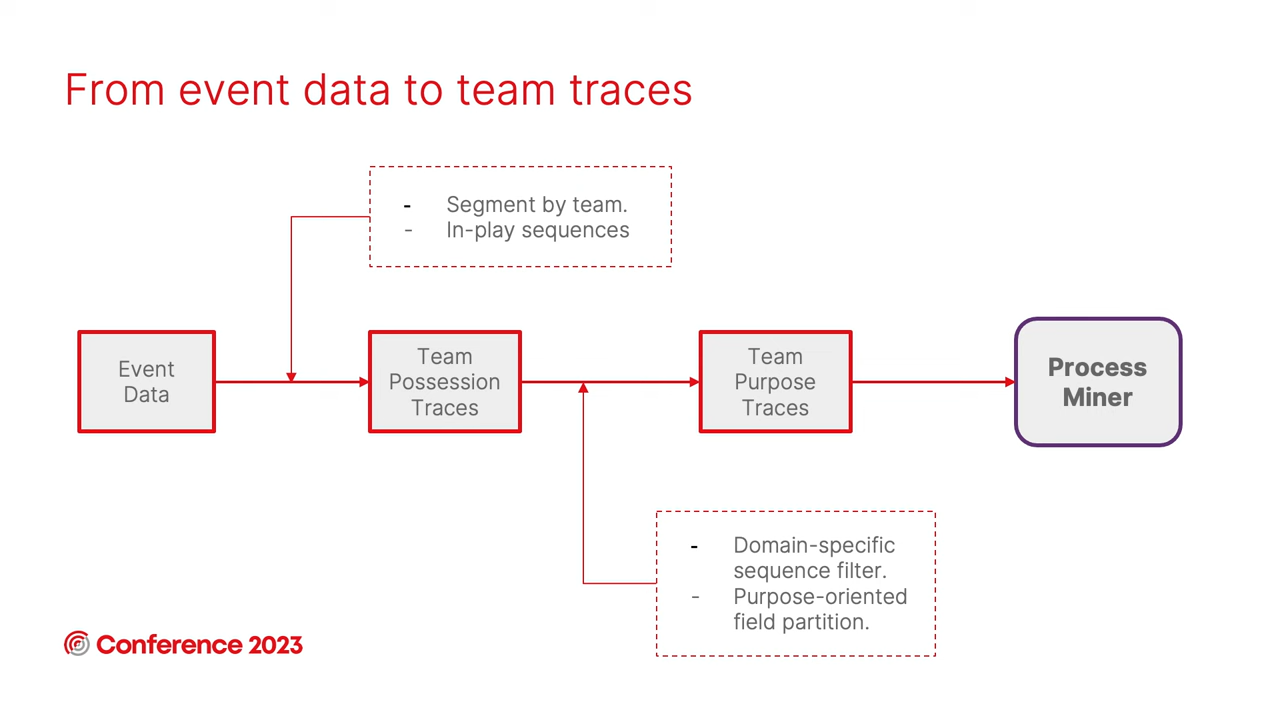 From event data to team traces
- Segment by team.
- In-play sequences
Event
Data
Team
Possession
Traces
Team
Purpose
Traces
Process
Miner
- Domain-specific
sequence filter.
- Purpose-oriented
field partition.
Conference 2023